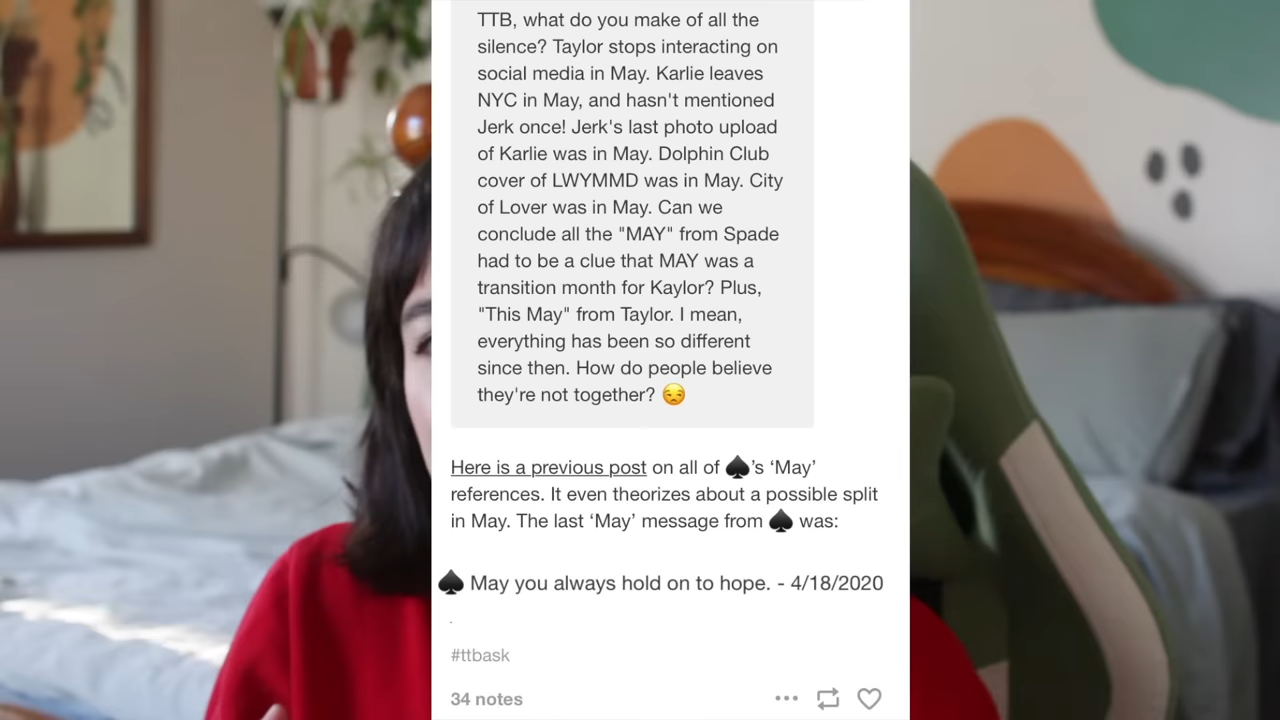 TTB, what do you make of all the
silence? Taylor stops interacting on
social media in May. Karlie leaves
NYC in May, and hasn't mentioned
Jerk once! Jerk's last photo upload
of Karlie was in May. Dolphin Club
cover of LWYMMD was in May. City
of Lover was in May. Can we
conclude all the "MAY" from Spade
had to be a clue that MAY was a
transition month for Kaylor? Plus,
"This May" from Taylor. I mean,
everything has been so different
since then. How do people believe
they're not together? 😒
Here is a previous post on all of ♠️'s ‘May’
references. It even theorizes about a possible split
in May. The last ‘May’ message from ♠️ was:
♠️ May you always hold on to hope. - 4/18/2020
.
#ttbask
34 notes